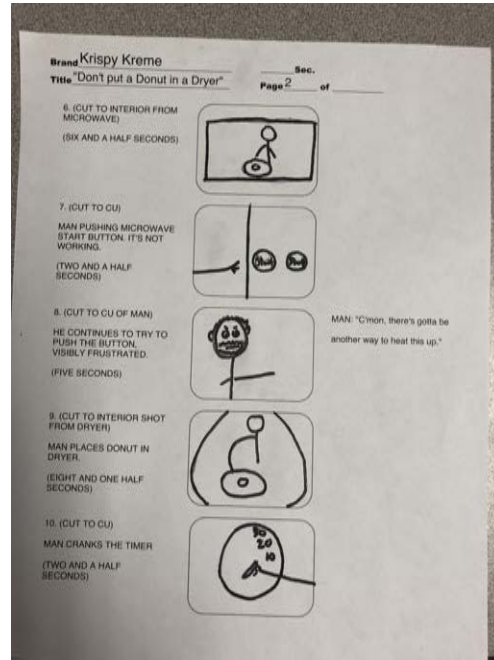 Brand Krispy Kreme
Sec.
Title "Don't put a Donut in a Dryer"
Page 2 of
6. (CUT TO INTERIOR FROM
MICROWAVE)
(SIX AND A HALF SECONDS)
7. (CUT TO CU)
MAN PUSHING MICROWAVE
START BUTTON. IT'S NOT
WORKING.
(TWO AND A HALF
SECONDS)
8. (CUT TO CU OF MAN)
HE CONTINUES TO TRY TO
PUSH THE BUTTON,
VISIBLY FRUSTRATED.
(FIVE SECONDS)
MAN: "C'mon, there's gotta be
another way to heat this up."
9. (CUT TO INTERIOR SHOT
FROM DRYER)
MAN PLACES DONUT IN
DRYER.
(EIGHT AND ONE HALF
SECONDS)
10. (CUT TO CU)
MAN CRANKS THE TIMER
(TWO AND A HALF
SECONDS)
30
20
10